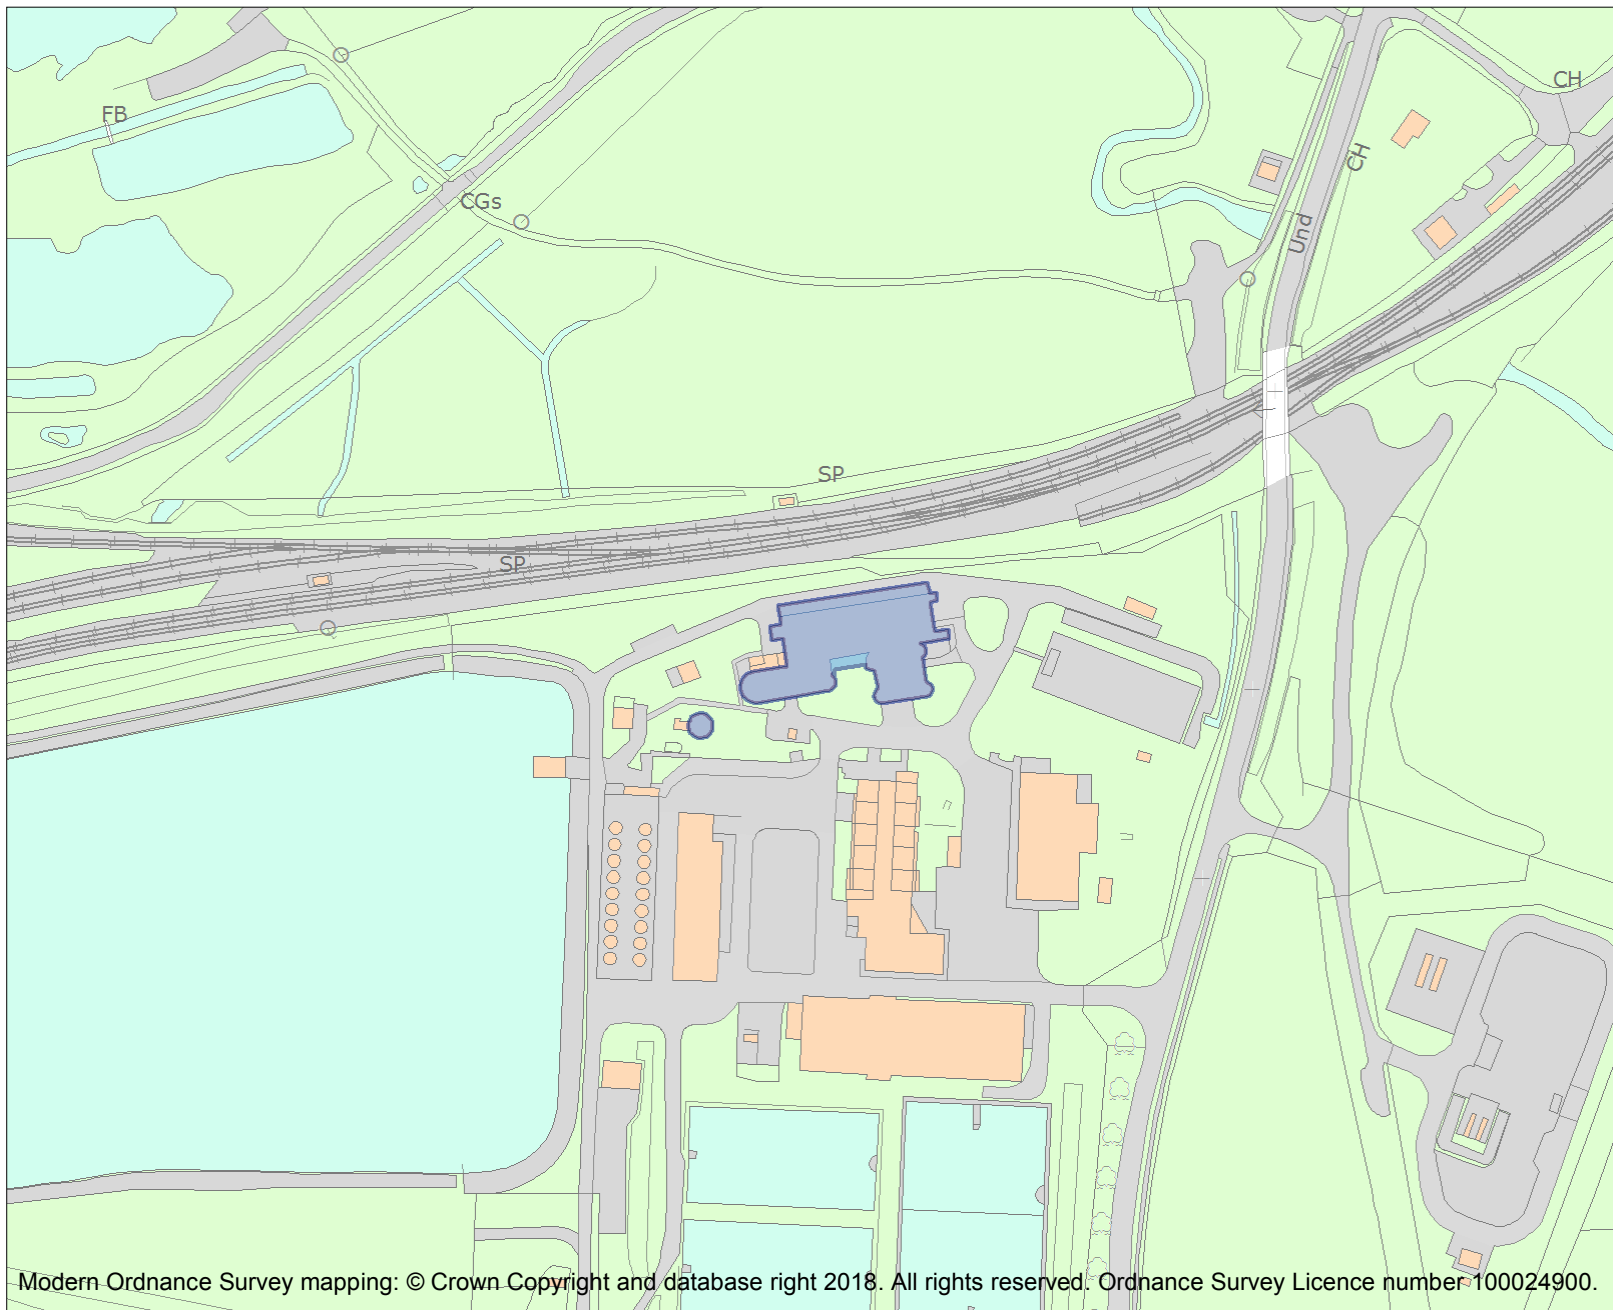 CH
FB
CH
CGs
Und
SP
SP
Modern Ordnance Survey mapping: © Crown Copyright and database right 2018. All rights reserved. Ordnance Survey Licence number 100024900.